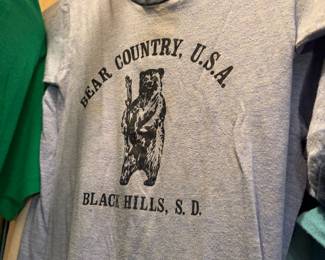 BEAR COUNTRY, U.S.A.
BLACK HILLS, S. D.